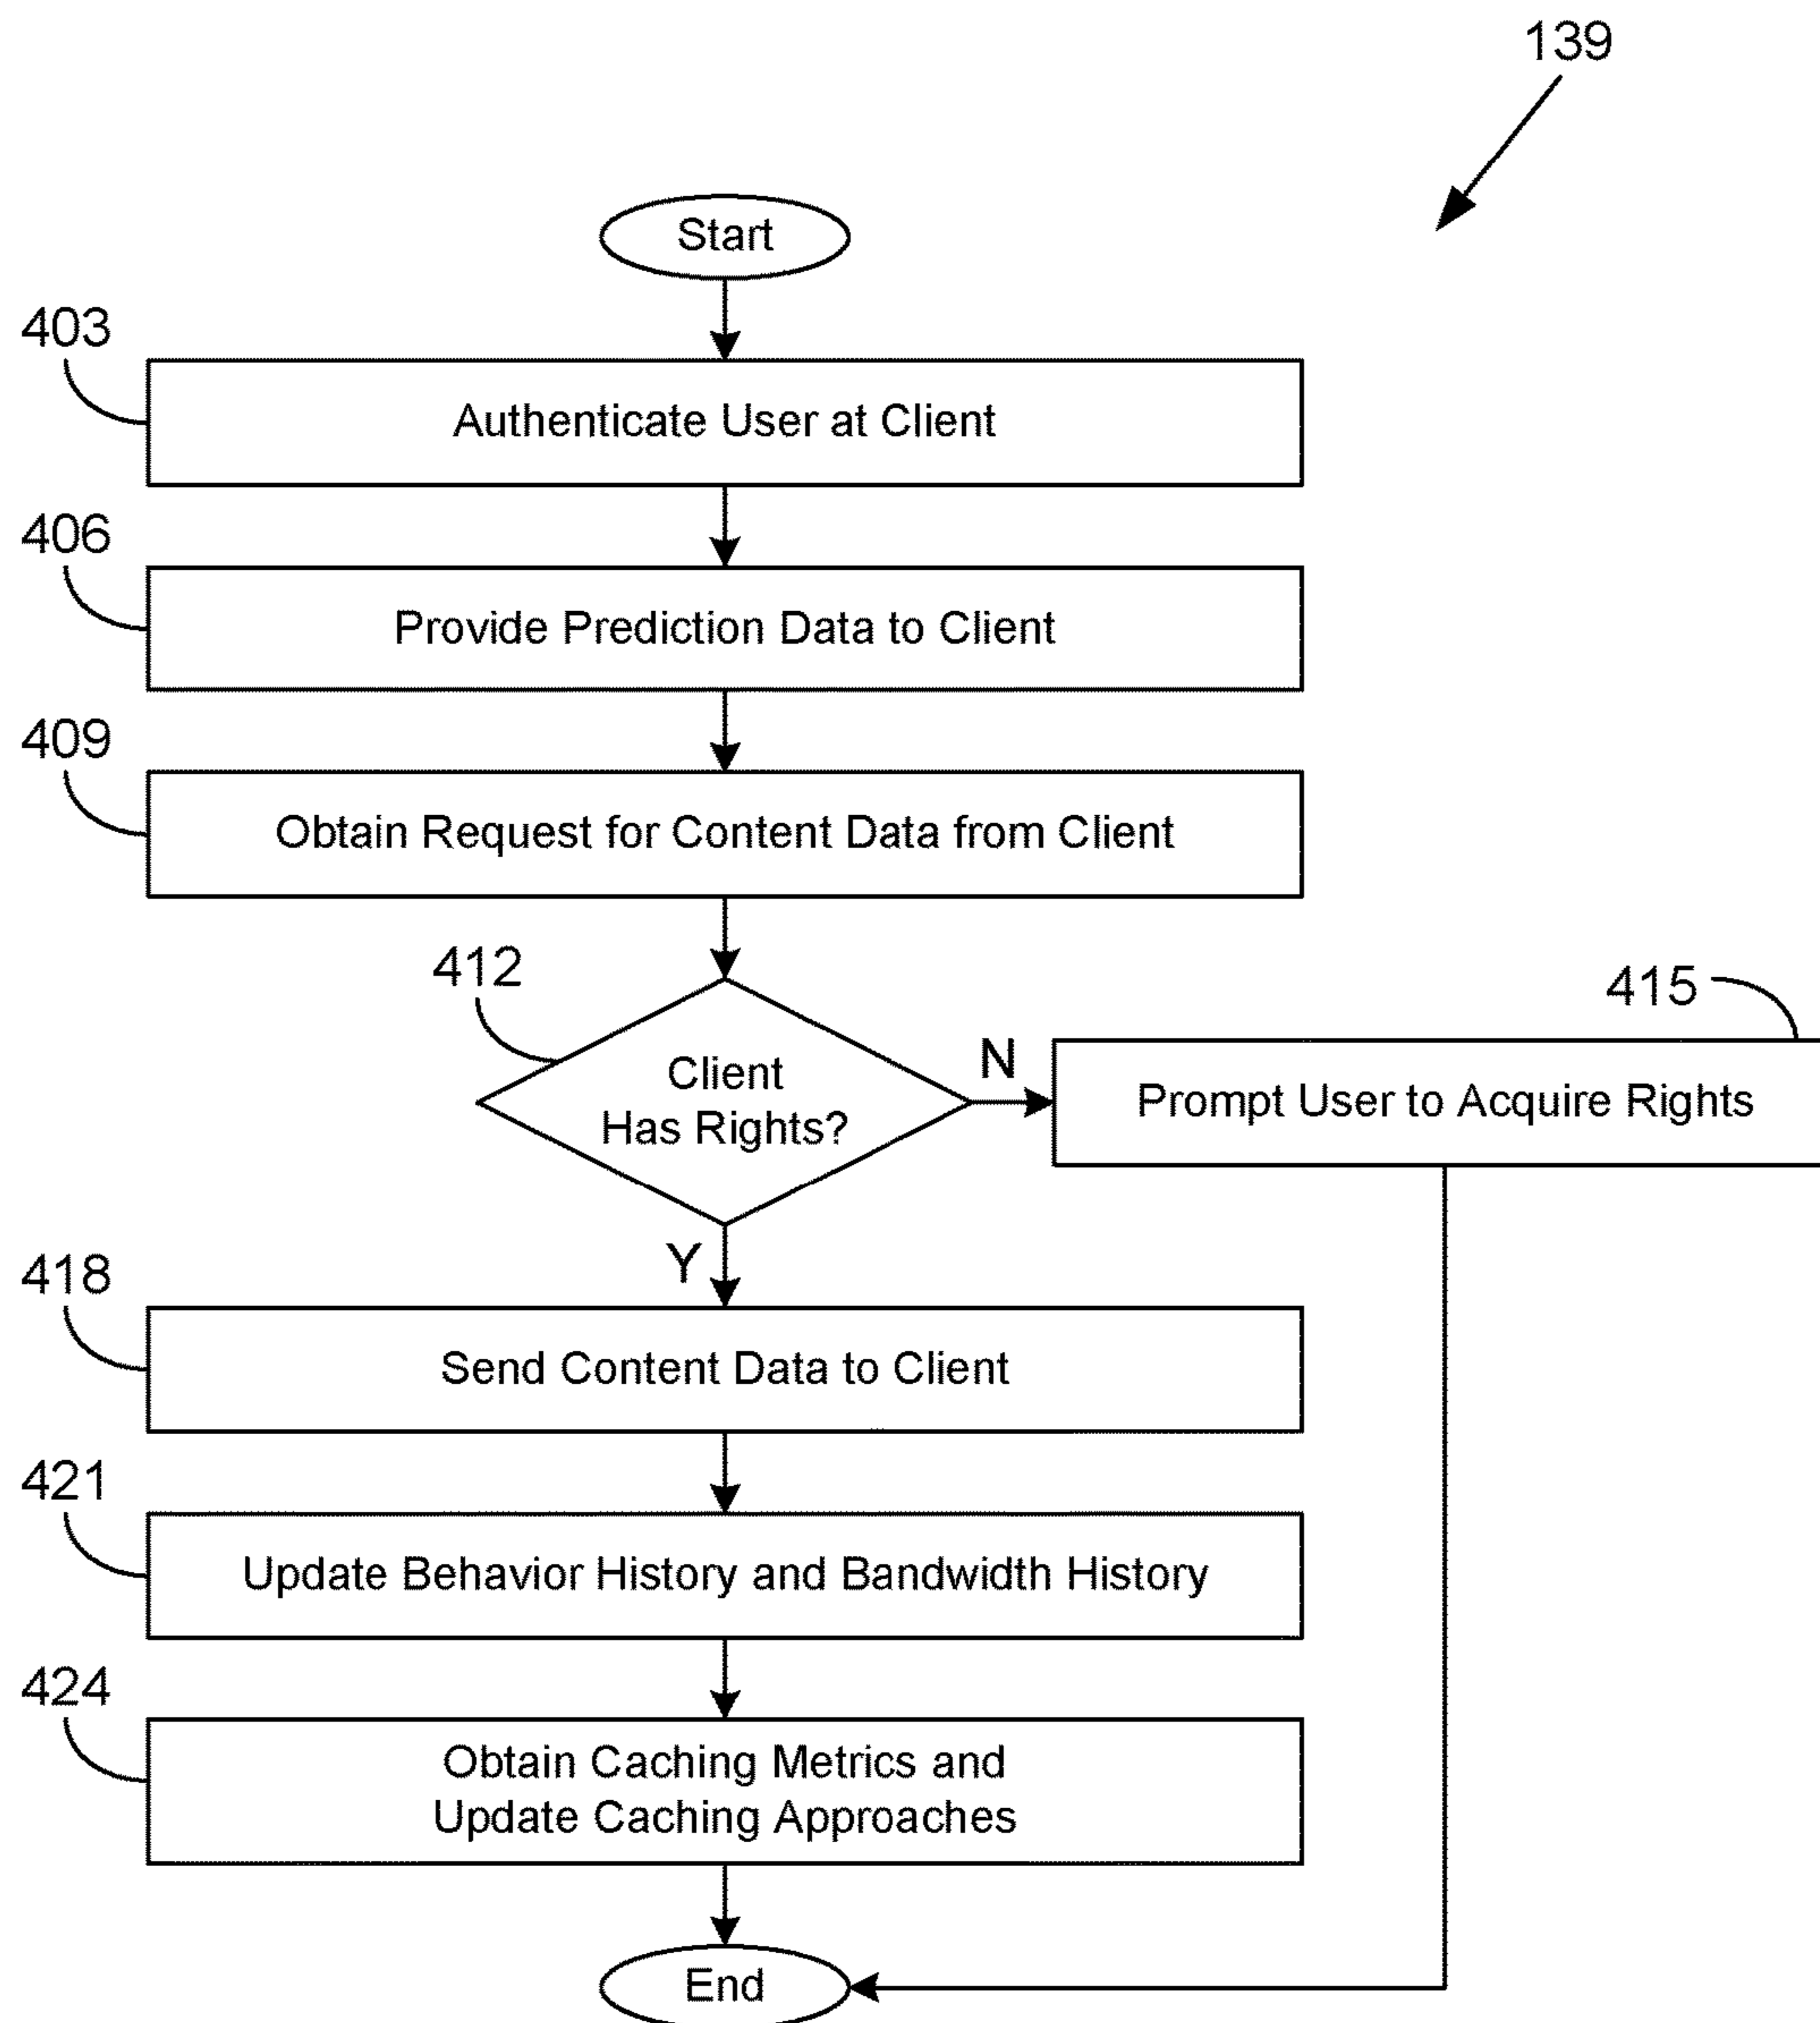 139
Start
403
Authenticate User at Client
406
Provide Prediction Data to Client
409
Obtain Request for Content Data from Client
412
Client
Has Rights?
N
415
Prompt User to Acquire Rights
Y
418
Send Content Data to Client
421
Update Behavior History and Bandwidth History
424
Obtain Caching Metrics and
Update Caching Approaches
End